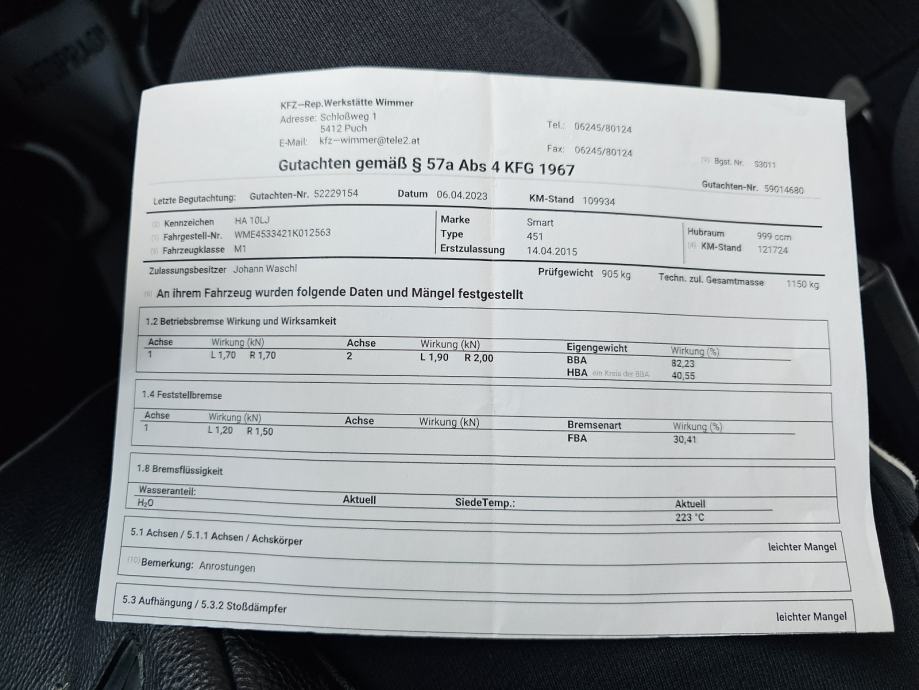 KFZ-Rep.Werkstätte Wimmer
Adresse: Schloßweg 1
5412 Puch
E-Mail: kfz-wimmer@tele2.at
Tel.: 06245/80124
Fax: 06245/80124
(9) Bgst. Nr. S3011
Gutachten gemäß § 57a Abs 4 KFG 1967
Gutachten-Nr. 59014680
Letzte Begutachtung: Gutachten-Nr. 52229154 Datum 06.04.2023 KM-Stand 109934
Kennzeichen HA 10LJ Marke Smart Hubraum 999 ccm
Fahrgestell-Nr. WME4533421K012563 Type 451 (4) KM-Stand 121724
Fahrzeugklasse M1 Erstzulassung 14.04.2015
Zulassungsbesitzer Johann Waschl Prüfgewicht 905 kg Techn. zul. Gesamtmasse 1150 kg
An ihrem Fahrzeug wurden folgende Daten und Mängel festgestellt
1.2 Betriebsbremse Wirkung und Wirksamkeit
Achse Wirkung (kN) Achse Wirkung (kN) Eigengewicht Wirkung (%)
1 L 1,70 R 1,70 2 L 1,90 R 2,00 BBA 82,23
HBA ein Kreis der BBA 40,55
1.4 Feststellbremse
Achse Wirkung (kN) Achse Wirkung (kN) Bremsenart Wirkung (%)
1 L 1,20 R 1,50 FBA 30,41
1.8 Bremsflüssigkeit
Wasseranteil: Aktuell SiedeTemp.: Aktuell
H₂O 223 °C
5.1 Achsen / 5.1.1 Achsen / Achskörper leichter Mangel
(10) Bemerkung: Anrostungen
5.3 Aufhängung / 5.3.2 Stoßdämpfer leichter Mangel